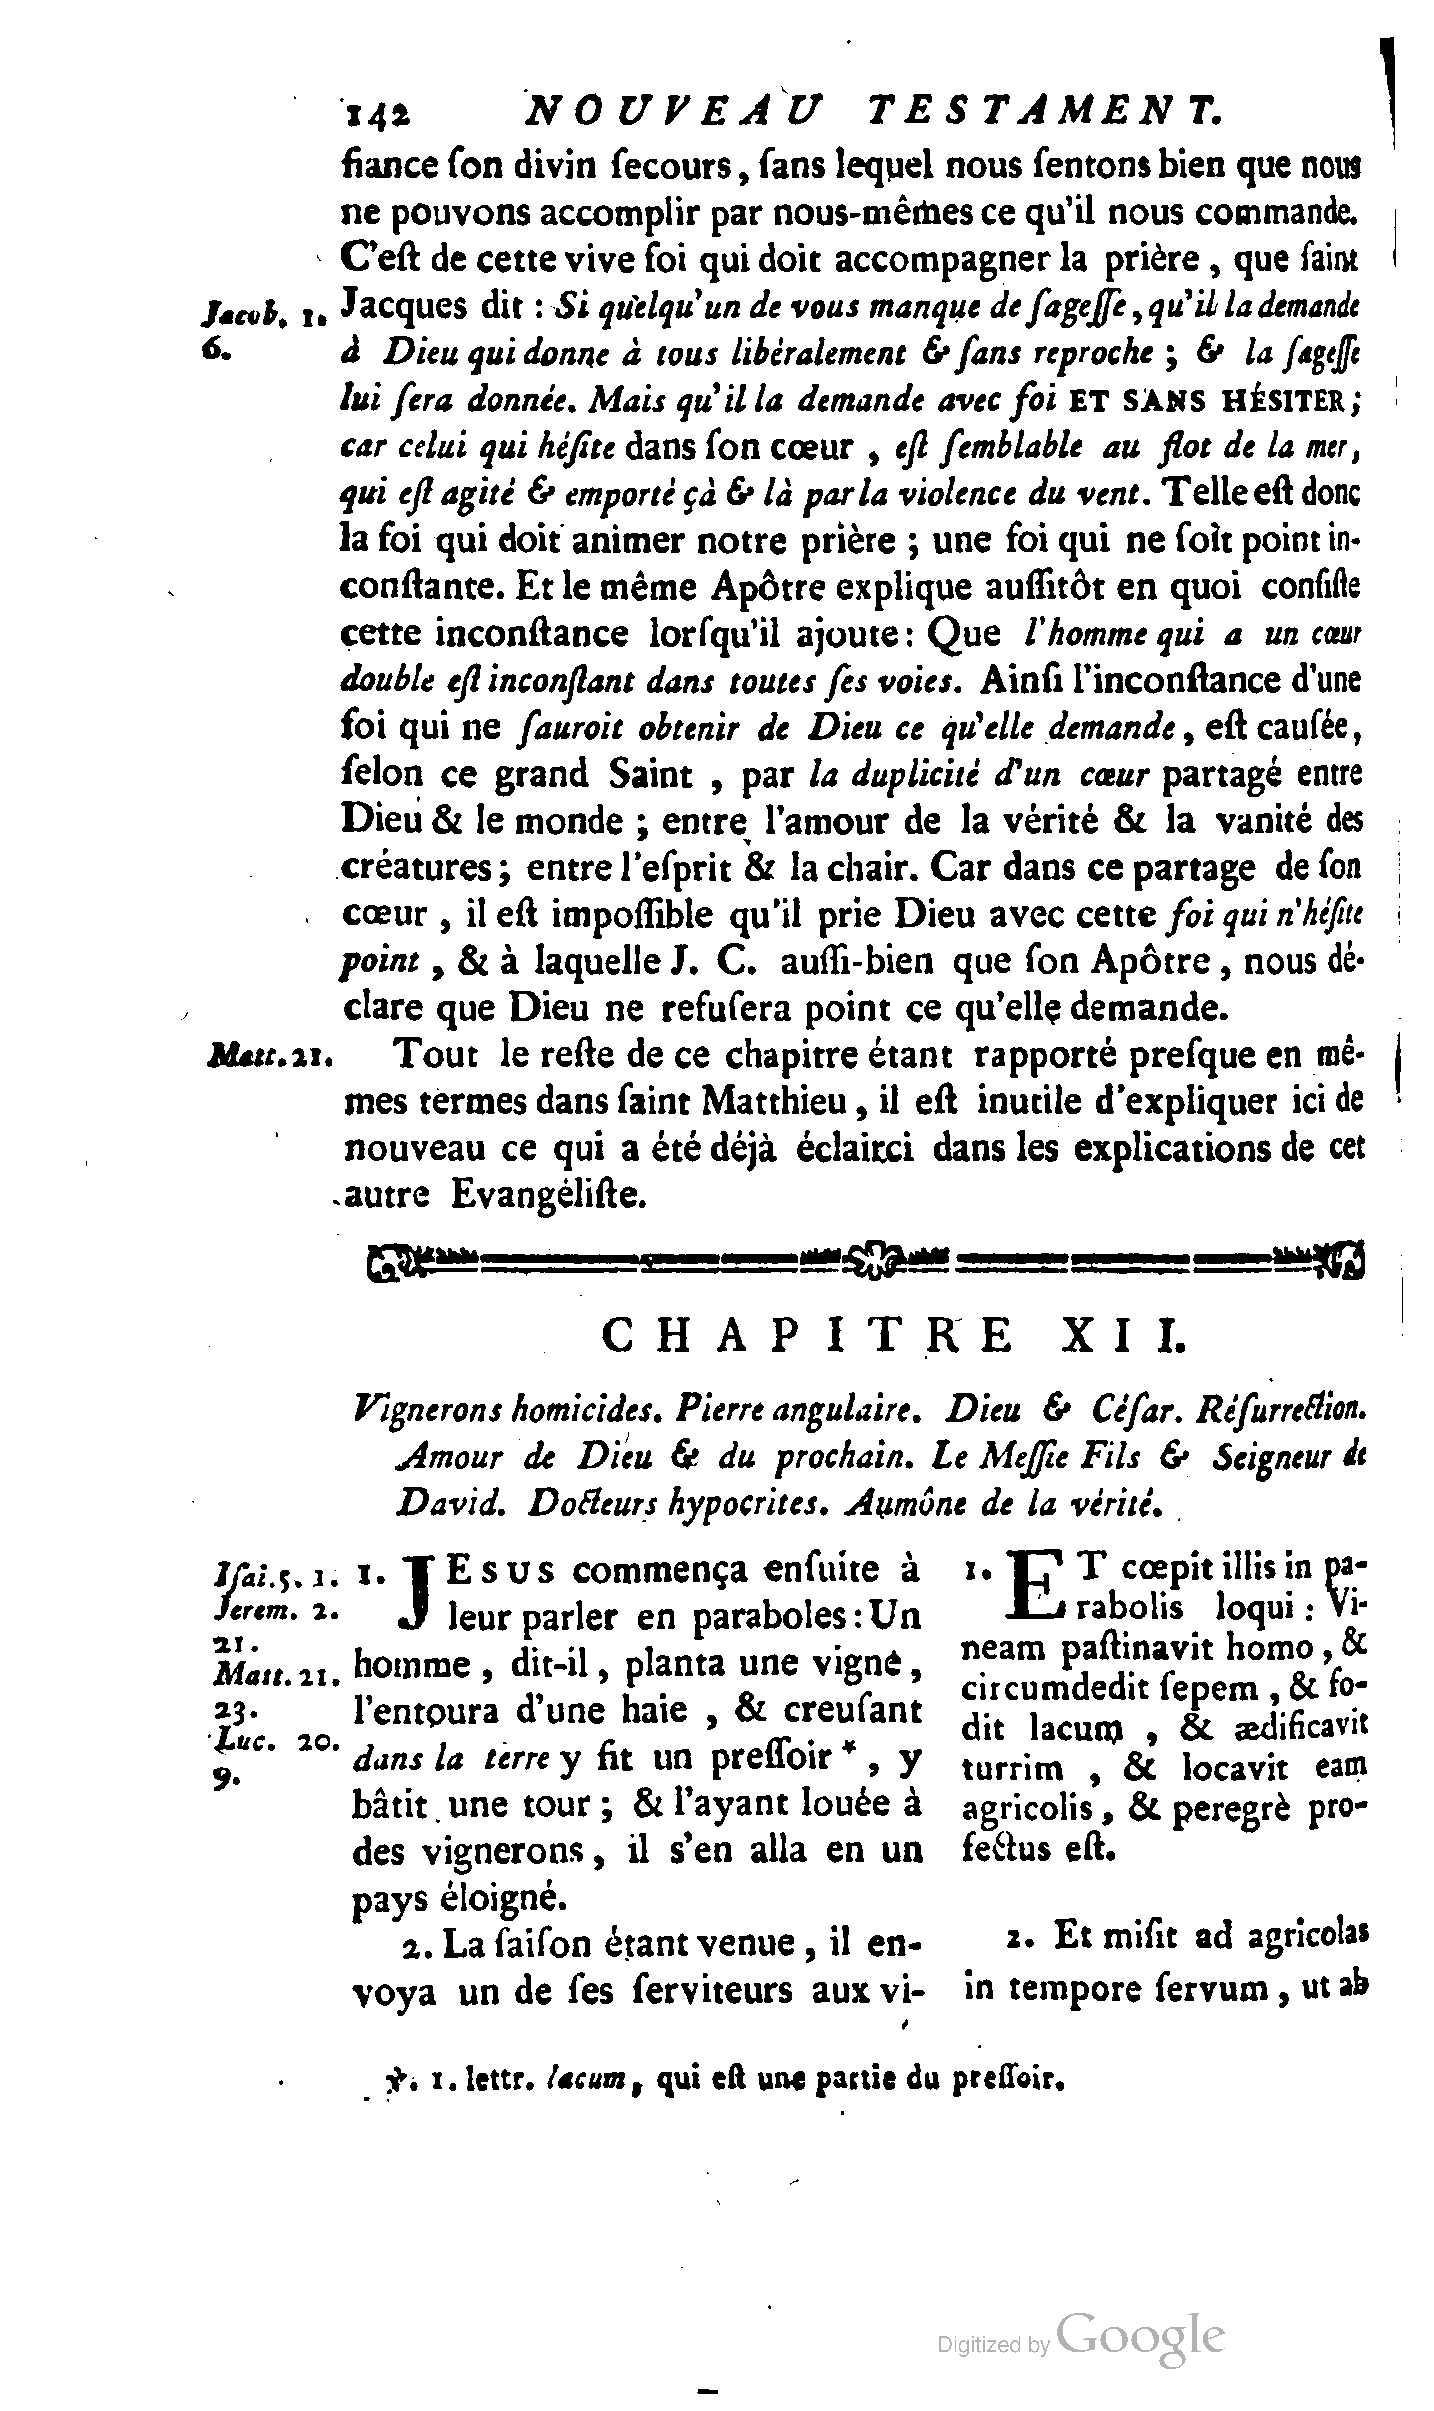 142 NOUVEAU TESTAMENT.
fiance ſon divin ſecours, ſans lequel nous ſentons bien que nous
ne pouvons accomplir par nous-mêmes ce qu'il nous commande.
C'eſt de cette vive foi qui doit accompagner la prière, que ſaint
Jacob. 1. Jacques dit : Si quelqu'un de vous manque de ſageſſe, qu'il la demande
6. à Dieu qui donne à tous libéralement & ſans reproche ; & la ſageſſe
lui ſera donnée. Mais qu'il la demande avec foi ET SANS HÉSITER;
car celui qui héſite dans ſon cœur, eſt ſemblable au flot de la mer,
qui eſt agité & emporté çà & là par la violence du vent. Telle eſt donc
la foi qui doit animer notre prière ; une foi qui ne ſoit point in-
conſtante. Et le même Apôtre explique auſſitôt en quoi conſiſte
cette inconſtance lorſqu'il ajoute: Que l'homme qui a un cœur
double eſt inconſtant dans toutes ſes voies. Ainſi l'inconſtance d'une
foi qui ne ſauroit obtenir de Dieu ce qu'elle demande, eſt cauſée,
ſelon ce grand Saint, par la duplicité d'un cœur partagé entre
Dieu & le monde ; entre l'amour de la vérité & la vanité des
créatures; entre l'eſprit & la chair. Car dans ce partage de ſon
cœur, il eſt impoſſible qu'il prie Dieu avec cette foi qui n'héſite
point, & à laquelle J. C. auſſi-bien que ſon Apôtre, nous dé-
clare que Dieu ne refuſera point ce qu'elle demande.
Matt. 21. Tout le reſte de ce chapitre étant rapporté preſque en mê-
mes termes dans ſaint Matthieu, il eſt inutile d'expliquer ici de
nouveau ce qui a été déjà éclairci dans les explications de cet
autre Evangéliſte.
CHAPITRE XII.
Vignerons homicides. Pierre angulaire. Dieu & Céſar. Réſurrection.
Amour de Dieu & du prochain. Le Meſſie Fils & Seigneur de
David. Docteurs hypocrites. Aumône de la vérité.
Iſai. 5. 1.
Jerem. 2.
21.
Matt. 21.
23.
Luc. 20.
9.
1. JEsus commença enſuite à
leur parler en paraboles: Un
homme, dit-il, planta une vigne,
l'entoura d'une haie, & creuſant
dans la terre y fit un preſſoir *, y
bâtit une tour ; & l'ayant louée à
des vignerons, il s'en alla en un
pays éloigné.
2. La ſaiſon étant venue, il en-
voya un de ſes ſerviteurs aux vi-
1. ET cœpit illis in pa-
rabolis loqui : Vi-
neam paſtinavit homo, &
circumdedit ſepem, & fo-
dit lacum, & ædificavit
turrim, & locavit eam
agricolis, & peregrè pro-
fectus eſt.
2. Et miſit ad agricolas
in tempore ſervum, ut ab
℣. 1. lettr. lacum, qui eſt une partie du preſſoir.
Digitized by Google